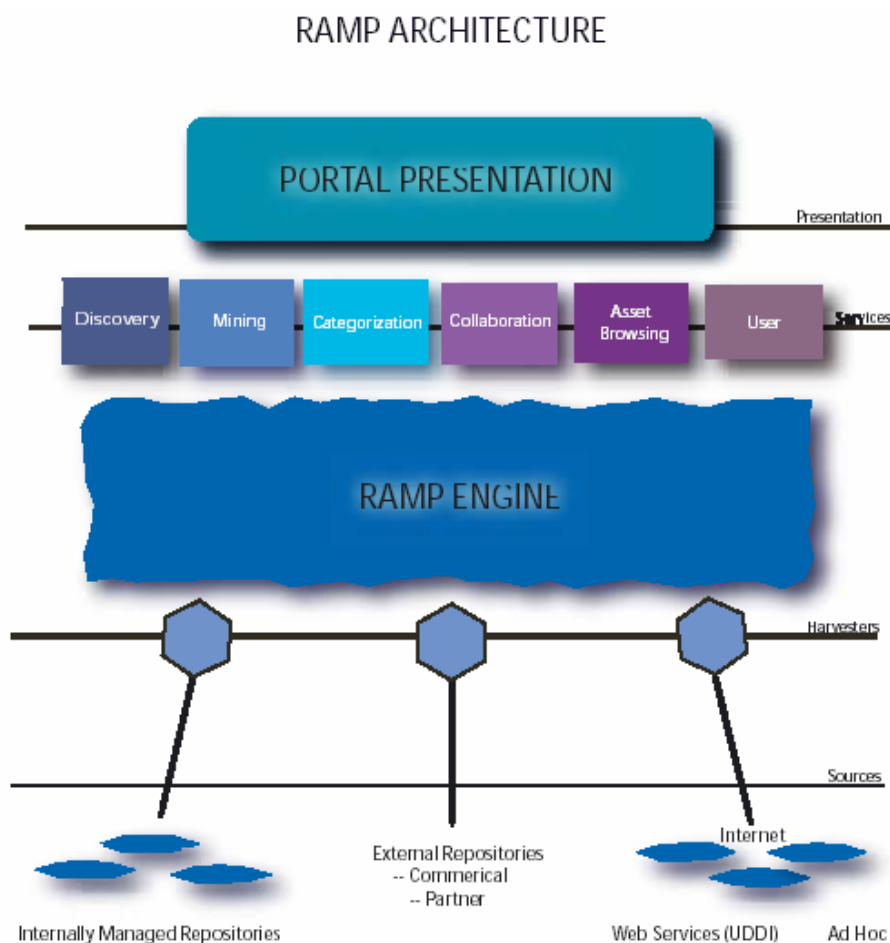 RAMP ARCHITECTURE
PORTAL PRESENTATION
Presentation
Discovery
Mining
Categorization
Collaboration
Asset
Browsing
User
Services
RAMP ENGINE
Harvesters
Sources
Internet
External Repositories
-- Commerical
-- Partner
Internally Managed Repositories
Web Services (UDDI)
Ad Hoc